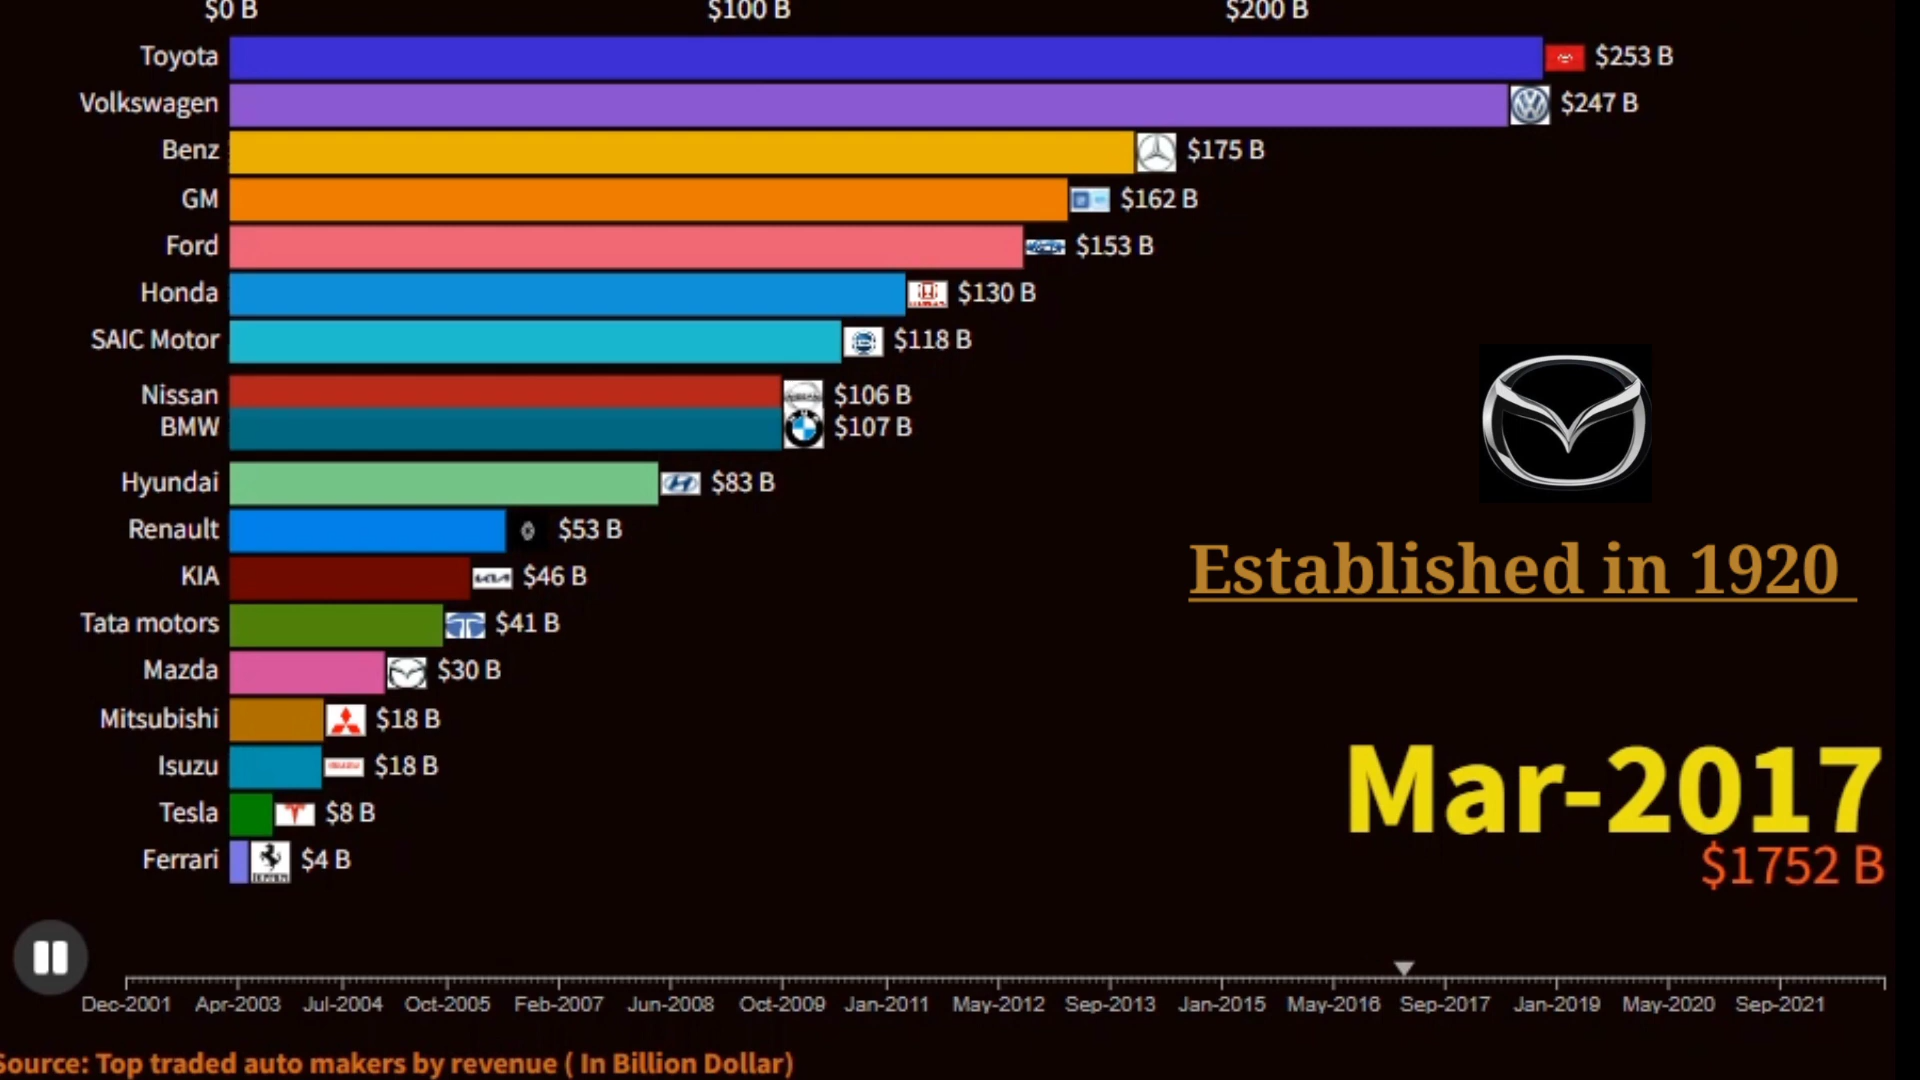 $0 B $100 B $200 B
Toyota $253 B
Volkswagen $247 B
Benz $175 B
GM $162 B
Ford $153 B
Honda $130 B
SAIC Motor $118 B
Nissan $106 B
BMW $107 B
Hyundai $83 B
Renault $53 B
Established in 1920
KIA $46 B
Tata motors $41 B
Mazda $30 B
Mitsubishi $18 B
Isuzu $18 B
Mar-2017
Tesla $8 B
Ferrari $4 B
$1752 B
Dec-2001 Apr-2003 Jul-2004 Oct-2005 Feb-2007 Jun-2008 Oct-2009 Jan-2011 May-2012 Sep-2013 Jan-2015 May-2016 Sep-2017 Jan-2019 May-2020 Sep-2021
Source: Top traded auto makers by revenue ( In Billion Dollar)